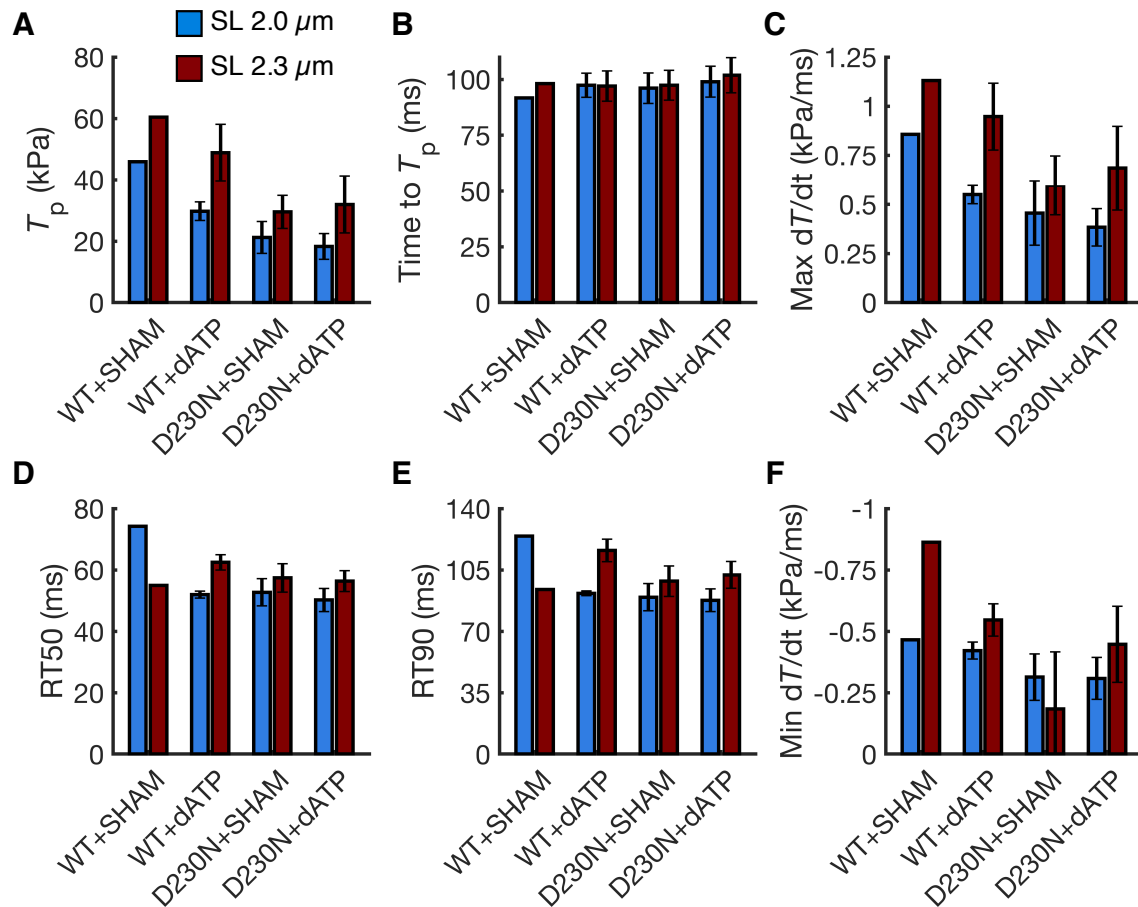 A
SL 2.0 μm
SL 2.3 μm
80
60
40
20
0
Tp (kPa)
WT+SHAM
WT+dATP
D230N+SHAM
D230N+dATP
B
100
75
50
25
0
Time to Tp (ms)
WT+SHAM
WT+dATP
D230N+SHAM
D230N+dATP
C
1.25
1
0.75
0.5
0.25
0
Max dT/dt (kPa/ms)
WT+SHAM
WT+dATP
D230N+SHAM
D230N+dATP
D
80
60
40
20
0
RT50 (ms)
WT+SHAM
WT+dATP
D230N+SHAM
D230N+dATP
E
140
105
70
35
0
RT90 (ms)
WT+SHAM
WT+dATP
D230N+SHAM
D230N+dATP
F
-1
-0.75
-0.5
-0.25
0
Min dT/dt (kPa/ms)
WT+SHAM
WT+dATP
D230N+SHAM
D230N+dATP